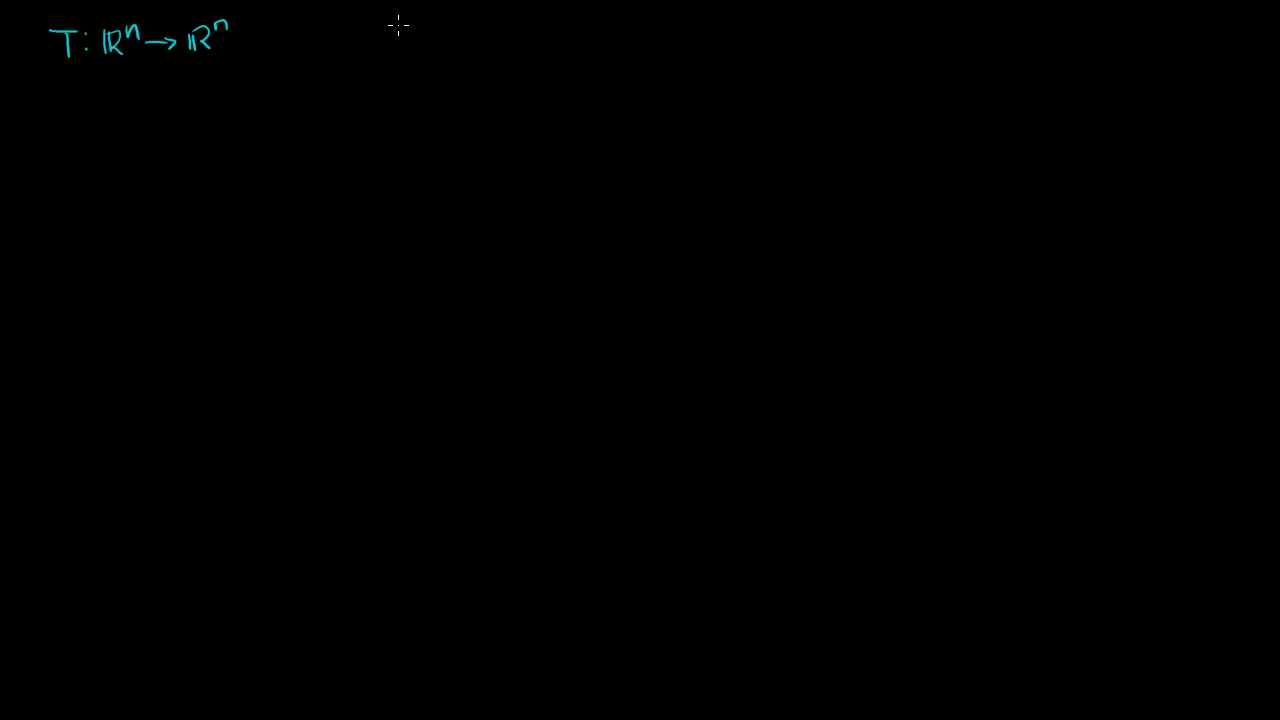 T: ℝⁿ → ℝⁿ